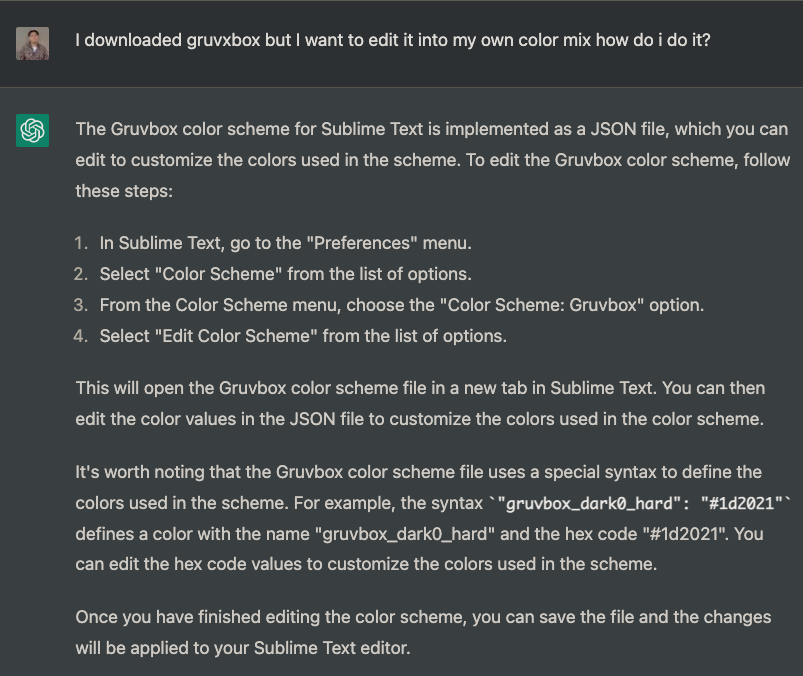 I downloaded gruvxbox but I want to edit it into my own color mix how do i do it?
The Gruvbox color scheme for Sublime Text is implemented as a JSON file, which you can
edit to customize the colors used in the scheme. To edit the Gruvbox color scheme, follow
these steps:
1. In Sublime Text, go to the "Preferences" menu.
2. Select "Color Scheme" from the list of options.
3. From the Color Scheme menu, choose the "Color Scheme: Gruvbox" option.
4. Select "Edit Color Scheme" from the list of options.
This will open the Gruvbox color scheme file in a new tab in Sublime Text. You can then
edit the color values in the JSON file to customize the colors used in the color scheme.
It's worth noting that the Gruvbox color scheme file uses a special syntax to define the
colors used in the scheme. For example, the syntax `"gruvbox_dark0_hard": "#1d2021"`
defines a color with the name "gruvbox_dark0_hard" and the hex code "#1d2021". You
can edit the hex code values to customize the colors used in the scheme.
Once you have finished editing the color scheme, you can save the file and the changes
will be applied to your Sublime Text editor.